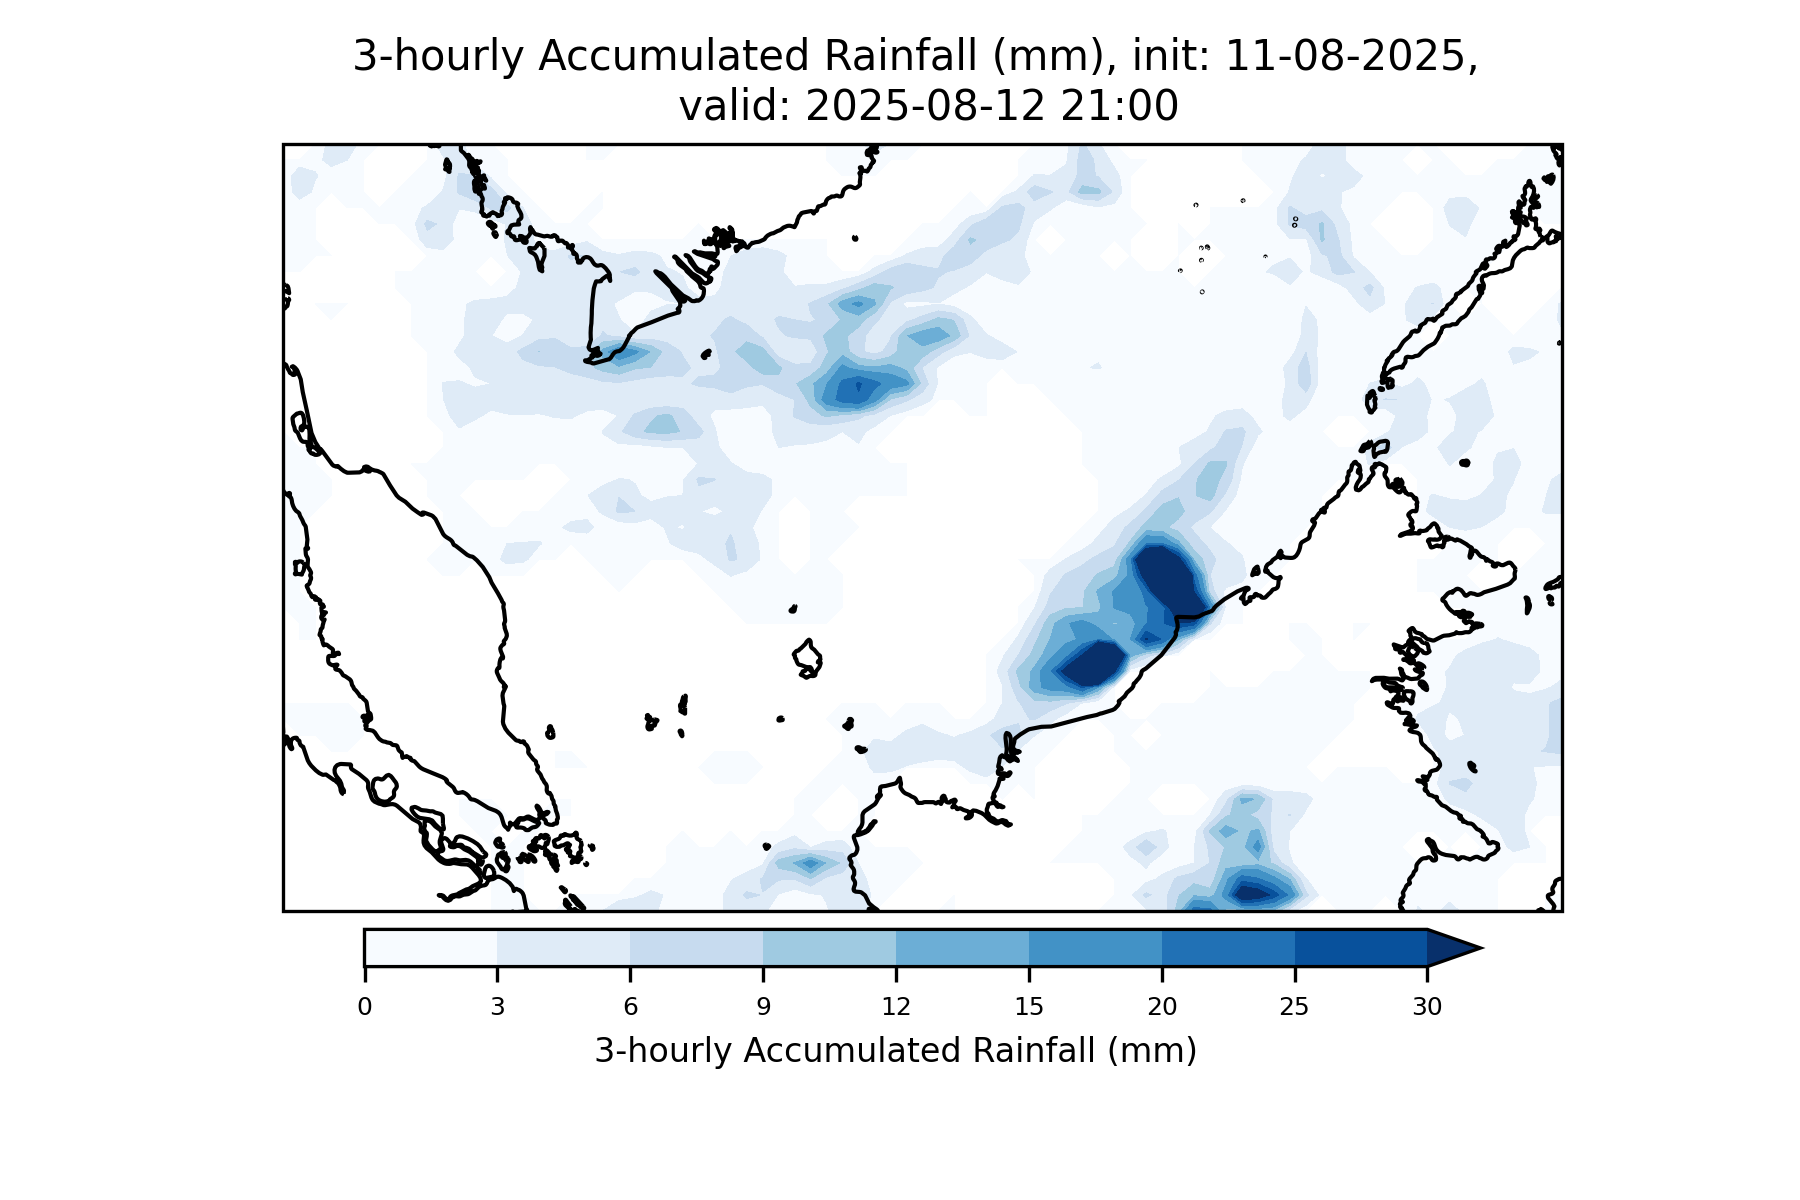 3-hourly Accumulated Rainfall (mm), init: 11-08-2025,
valid: 2025-08-12 21:00
0 3 6 9 12 15 20 25 30
3-hourly Accumulated Rainfall (mm)